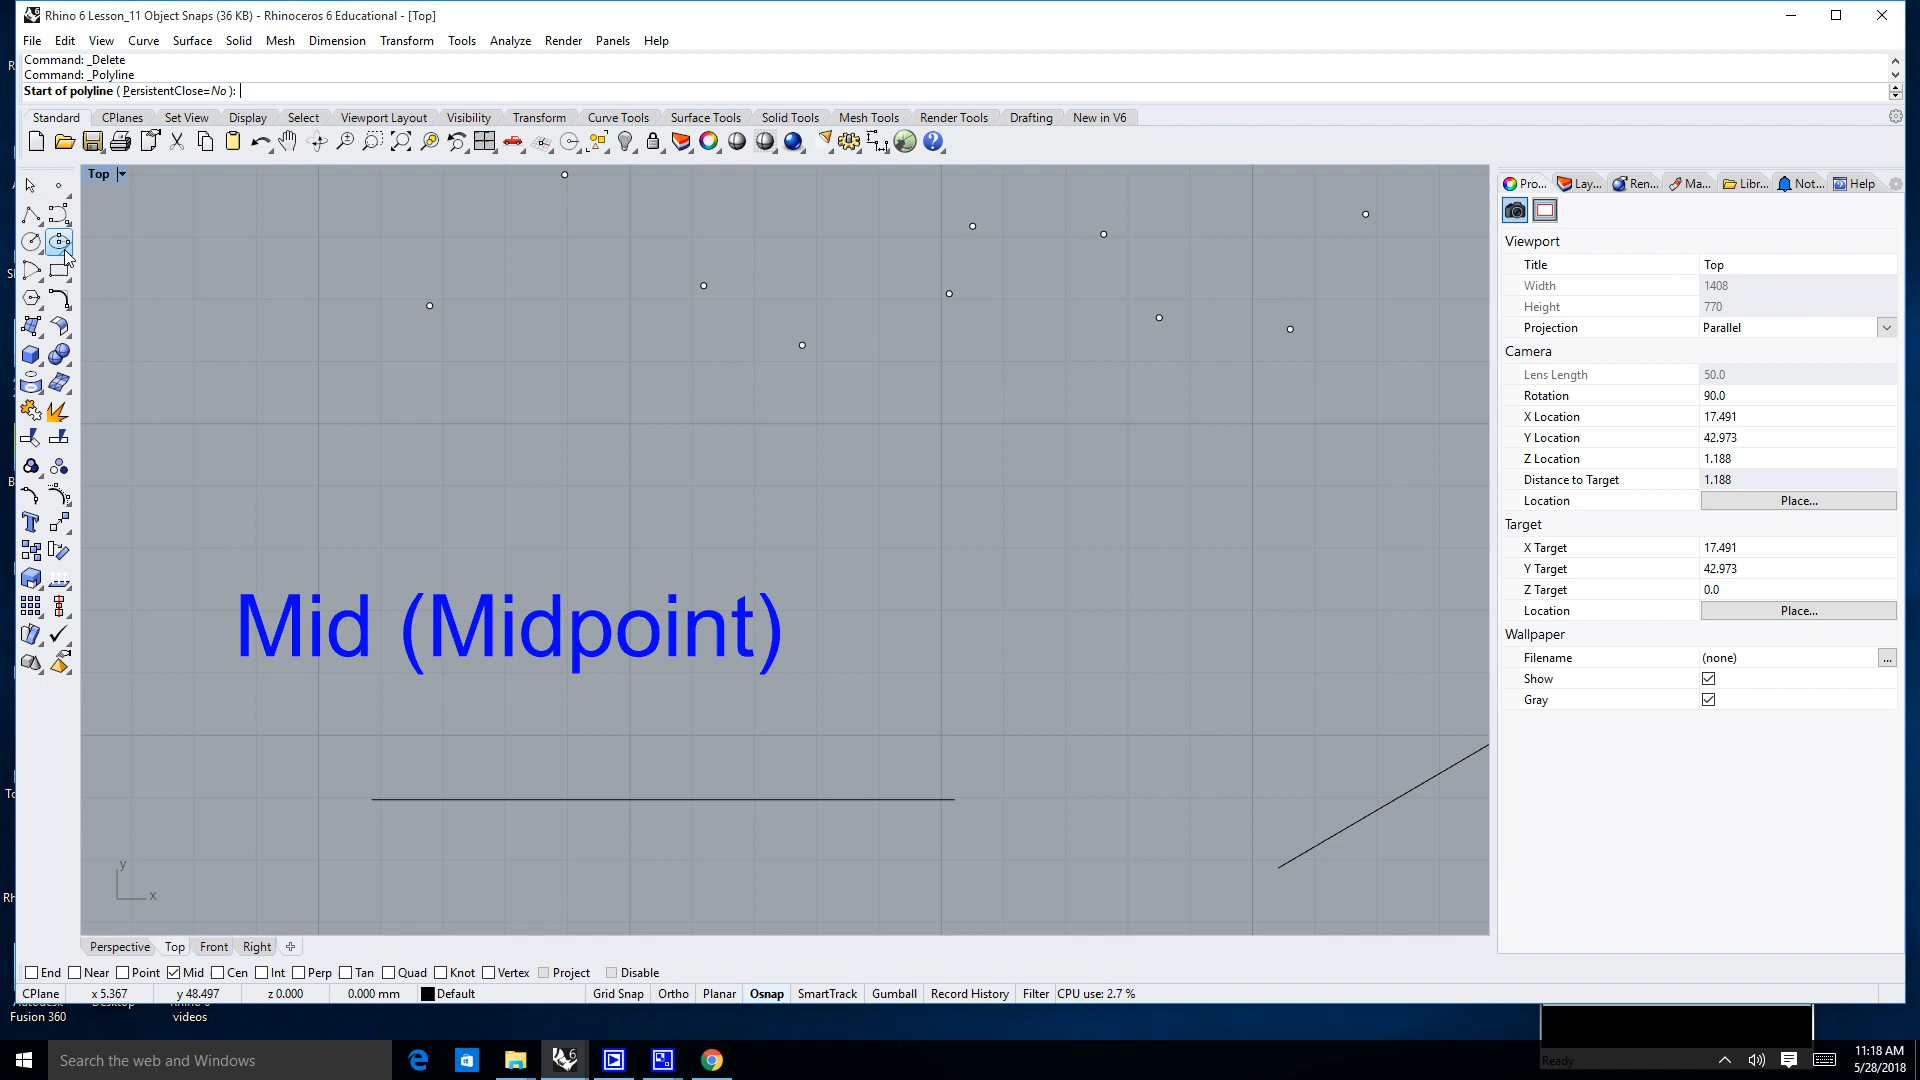 Rhino 6 Lesson_11 Object Snaps (36 KB) - Rhinoceros 6 Educational - [Top]
File Edit View Curve Surface Solid Mesh Dimension Transform Tools Analyze Render Panels Help
Command: _Delete
Command: _Polyline
Start of polyline ( PersistentClose=No ):
Standard CPlanes Set View Display Select Viewport Layout Visibility Transform Curve Tools Surface Tools Solid Tools Mesh Tools Render Tools Drafting New in V6
Top
Pro... Lay... Ren... Ma... Libr... Not... Help
Viewport
Title Top
Width 1408
Height 770
Projection Parallel
Camera
Lens Length 50.0
Rotation 90.0
X Location 17.491
Y Location 42.973
Z Location 1.188
Distance to Target 1.188
Location Place...
Target
X Target 17.491
Y Target 42.973
Z Target 0.0
Location Place...
Wallpaper
Filename (none) ...
Show
Gray
Mid (Midpoint)
y
x
Perspective Top Front Right
End Near Point Mid Cen Int Perp Tan Quad Knot Vertex Project Disable
CPlane x 5.367 y 48.497 z 0.000 0.000 mm Default Grid Snap Ortho Planar Osnap SmartTrack Gumball Record History Filter CPU use: 2.7 %
Fusion 360 videos
Search the web and Windows
Ready
11:18 AM
5/28/2018